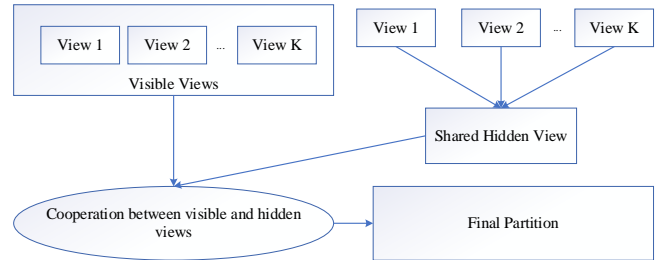 View 1 View 2 ... View K
Visible Views
View 1 View 2 ... View K
Shared Hidden View
Cooperation between visible and hidden
views
Final Partition